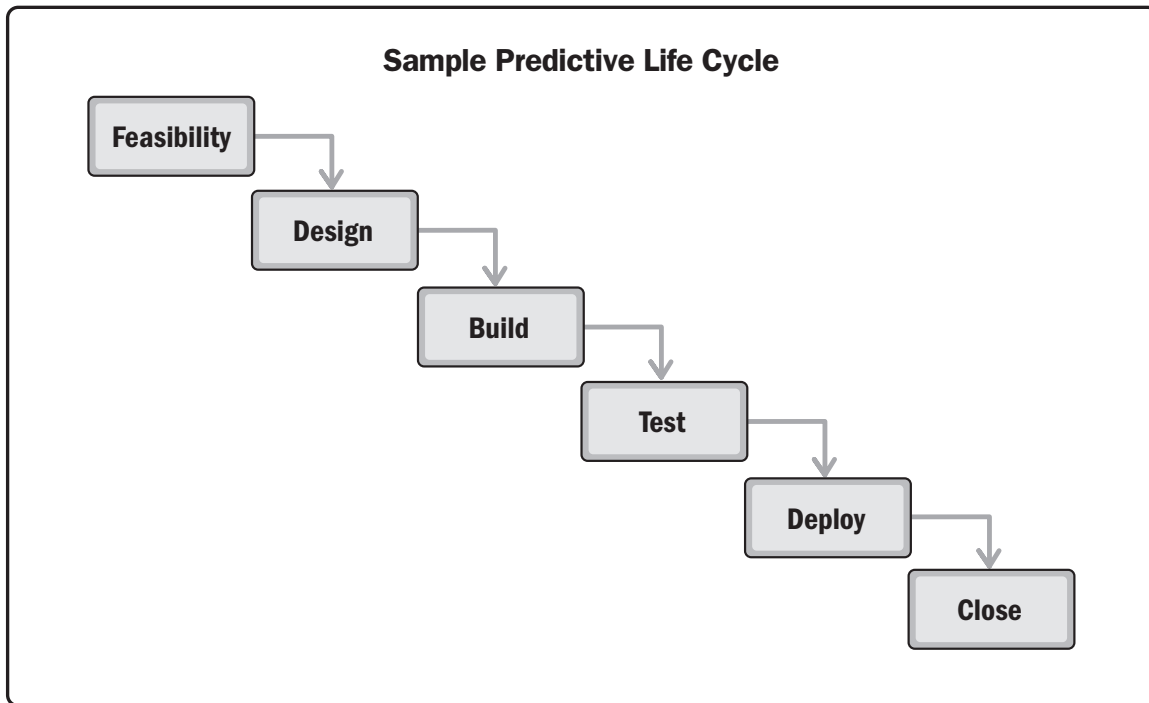 Sample Predictive Life Cycle
Feasibility
Design
Build
Test
Deploy
Close